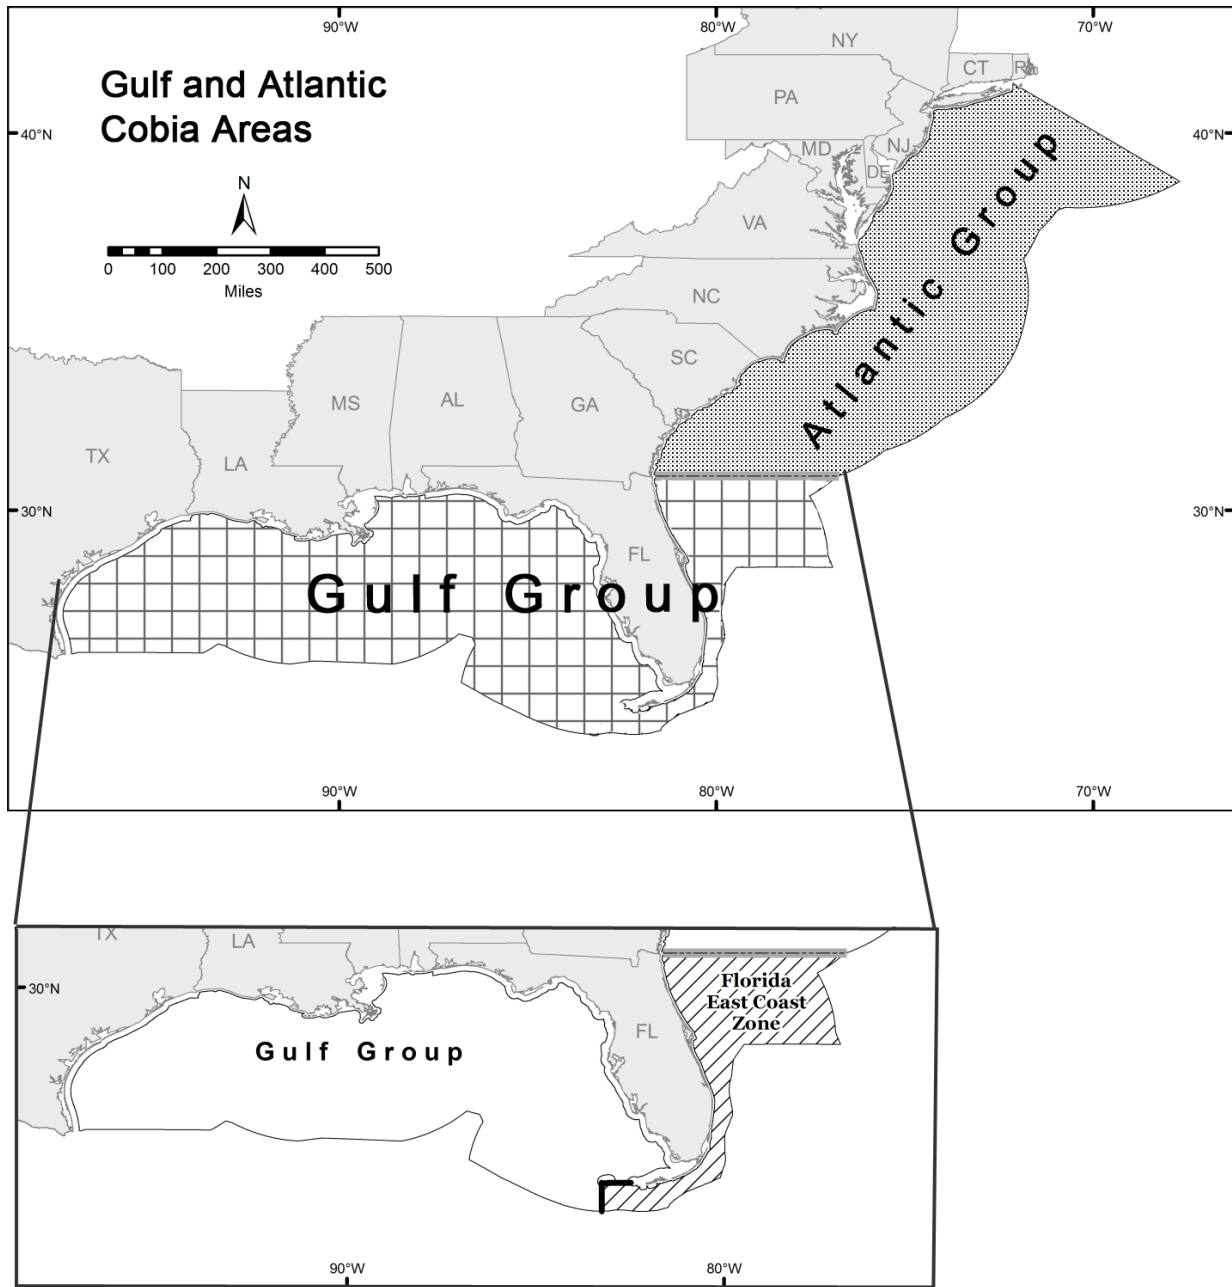 90°W 80°W 70°W
NY
Gulf and Atlantic
Cobia Areas
CT
PA
40°N 40°N
MD NJ
DE
N
VA
0 50 100 200 300 400 500
Miles
NC
SC
Atlantic Group
MS AL GA
TX LA
30°N 30°N
FL
Gulf Group
90°W 80°W 70°W
TX LA
30°N
Florida
East Coast
Zone
FL
Gulf Group
90°W 80°W